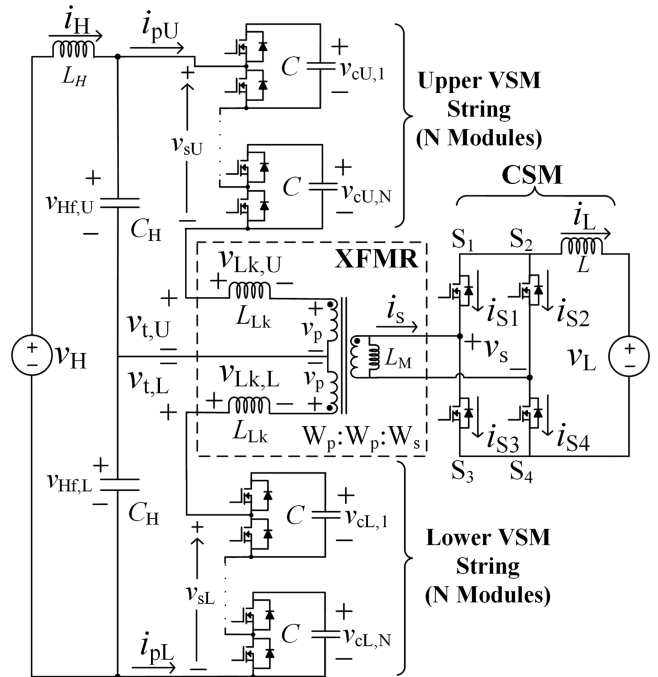 i_H
i_pU
L_H
+
v_sU
−
C
+
v_cU,1
−
C
+
v_cU,N
−
Upper VSM
String
(N Modules)
+
v_Hf,U
−
C_H
CSM
XFMR
+ v_Lk,U −
L_Lk
+
v_t,U
−
+
v_p
−
i_s
L_M
+ v_s −
S_1
S_2
i_L
L
i_S1
i_S2
v_L
i_S3
i_S4
S_3
S_4
v_H
v_t,L
+
v_Lk,L
+ −
L_Lk
v_p
+
W_p:W_p:W_s
+
v_Hf,L
−
C_H
+
v_sL
−
C
+
v_cL,1
−
C
+
v_cL,N
−
Lower VSM
String
(N Modules)
i_pL